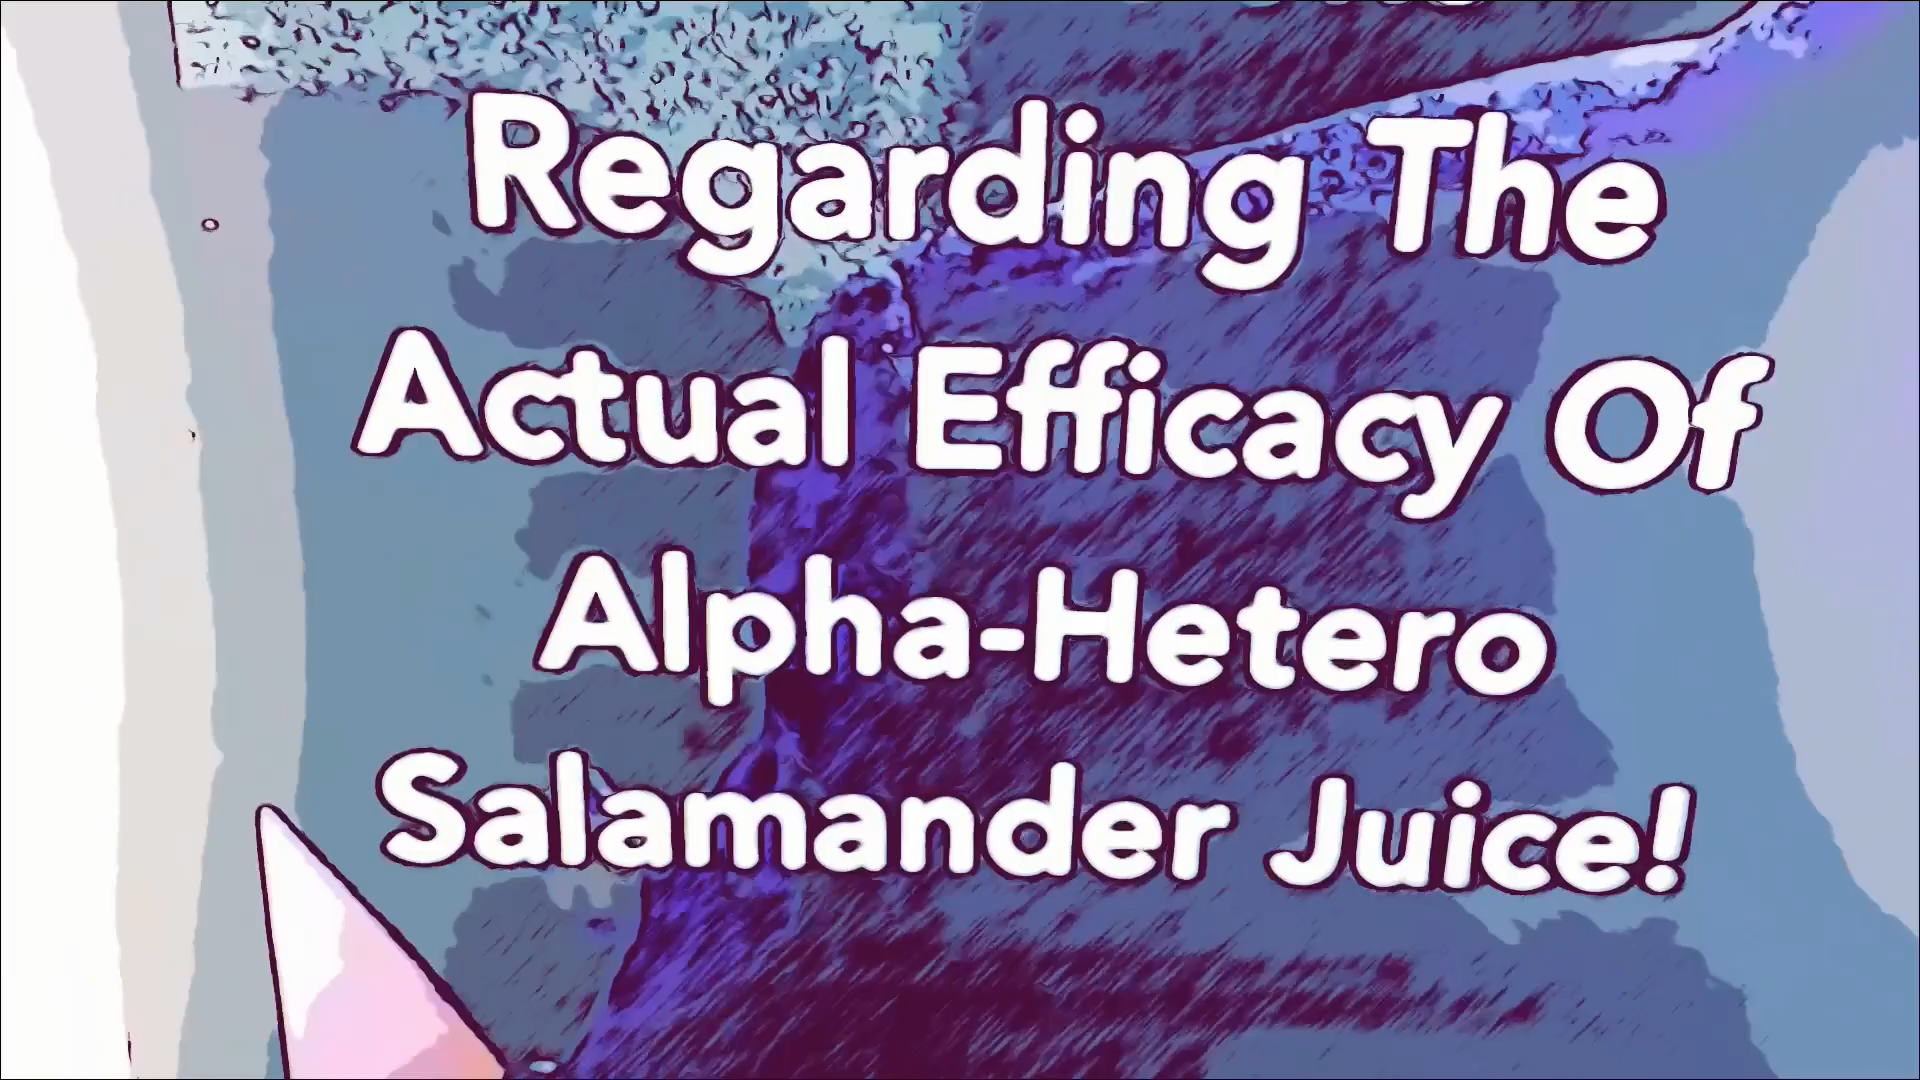 Regarding The
Actual Efficacy Of
Alpha-Hetero
Salamander Juice!